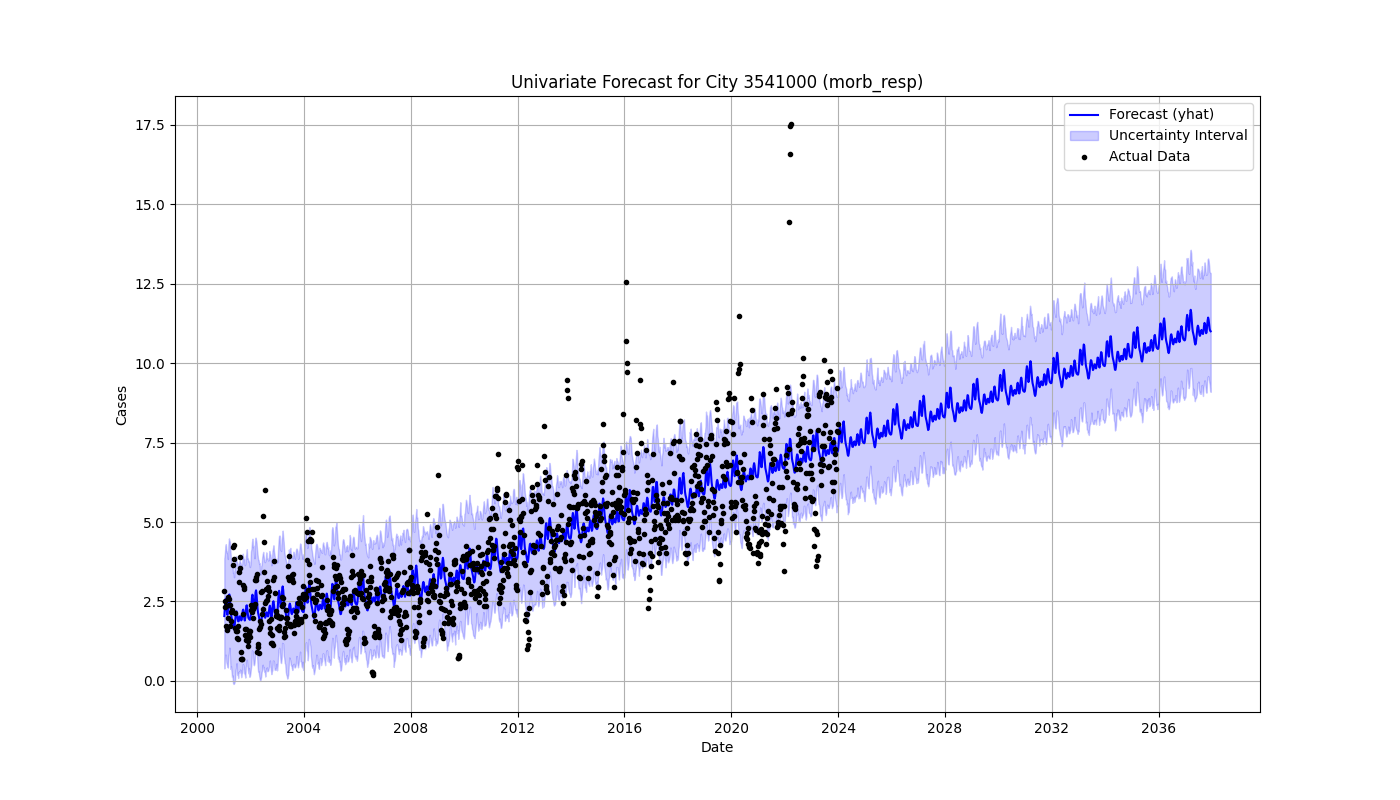 Univariate Forecast for City 3541000 (morb_resp)
Forecast (yhat)
Uncertainty Interval
Actual Data
17.5
15.0
12.5
10.0
7.5
5.0
2.5
0.0
Cases
2000 2004 2008 2012 2016 2020 2024 2028 2032 2036
Date